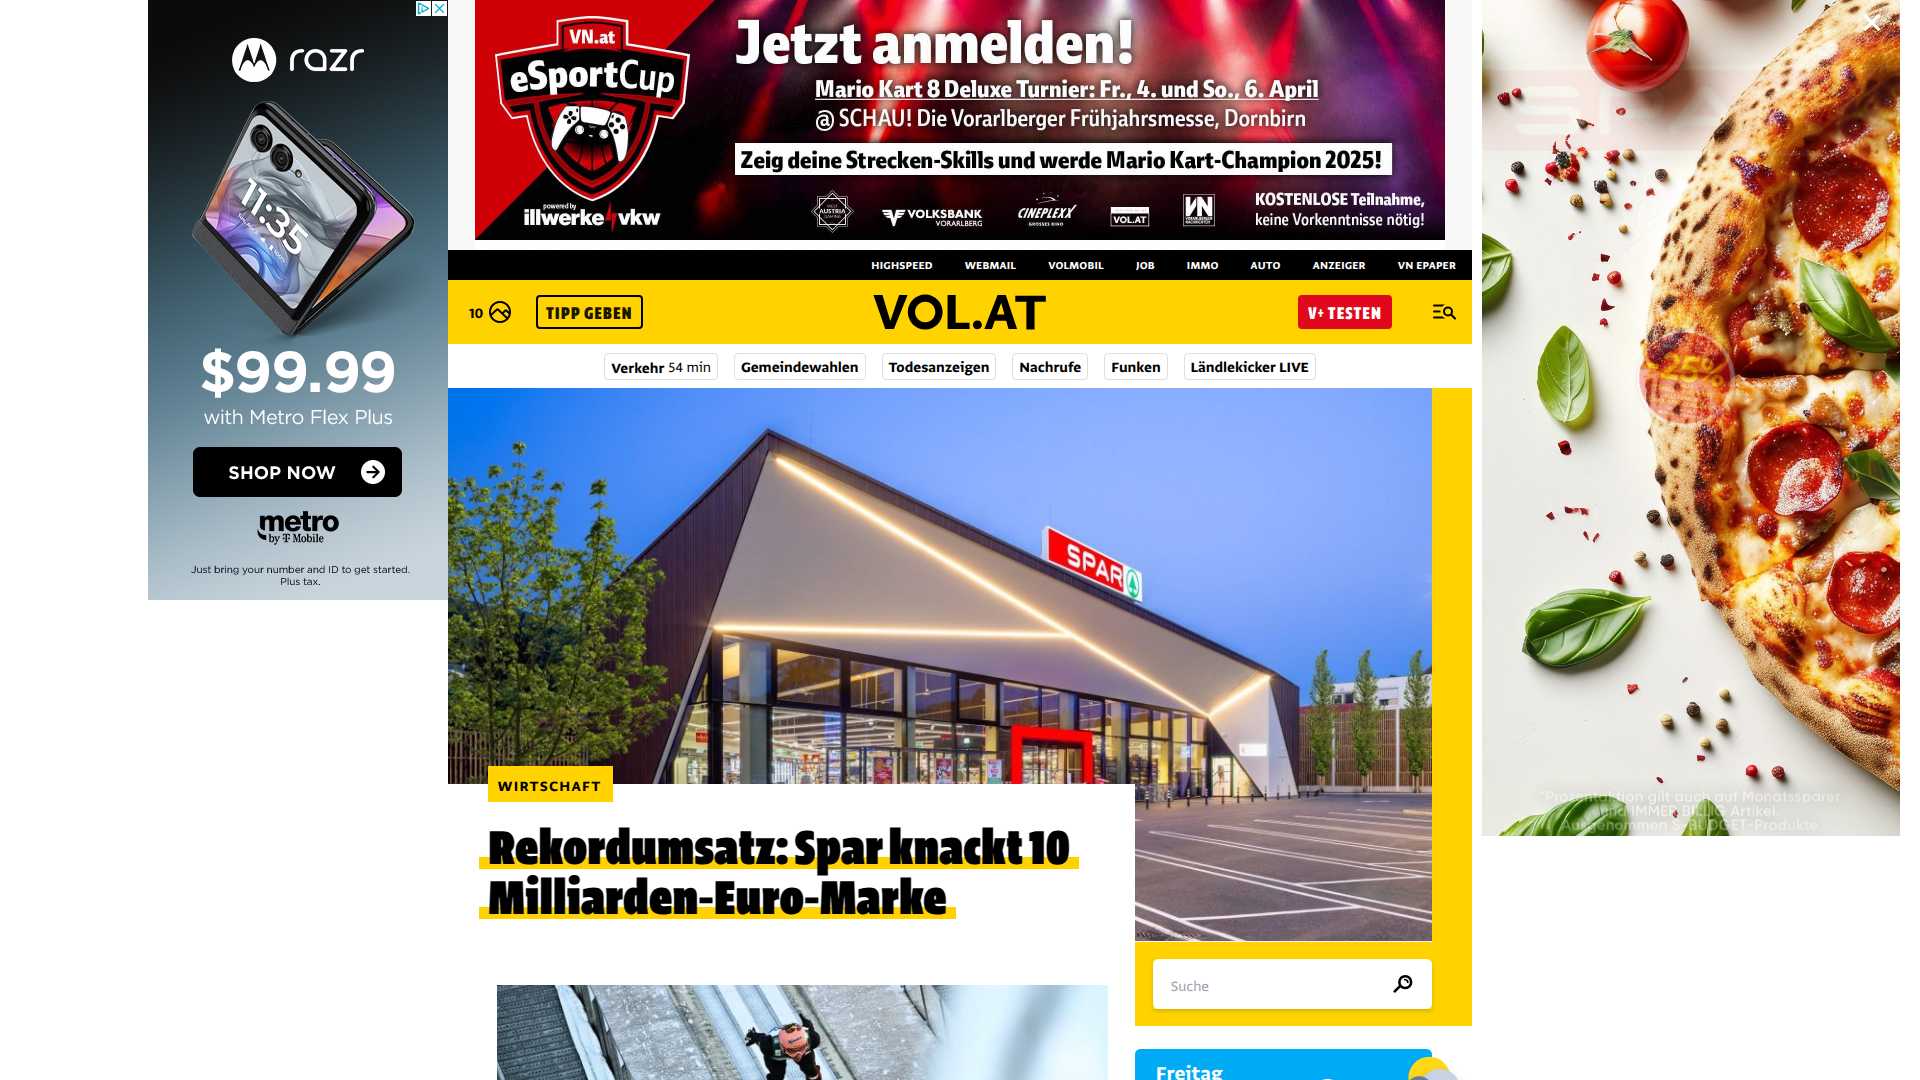 razr
11:35
$99.99
with Metro Flex Plus
SHOP NOW
metro
by T Mobile
Just bring your number and ID to get started.
Plus tax.
VN.at
eSportCup
powered by
illwerke vkw
Jetzt anmelden!
Mario Kart 8 Deluxe Turnier: Fr., 4. und So., 6. April
@ SCHAU! Die Vorarlberger Frühjahrsmesse, Dornbirn
Zeig deine Strecken-Skills und werde Mario Kart-Champion 2025!
AUSTRIA
VOLKSBANK
VORARLBERG
CINEPLEXX
VOL.AT
VN
KOSTENLOSE Teilnahme,
keine Vorkenntnisse nötig!
HIGHSPEED WEBMAIL VOLMOBIL JOB IMMO AUTO ANZEIGER VN EPAPER
10 TIPP GEBEN VOL.AT V+ TESTEN
Verkehr 54 min Gemeindewahlen Todesanzeigen Nachrufe Funken Ländlekicker LIVE
SPAR
WIRTSCHAFT
Rekordumsatz: Spar knackt 10
Milliarden-Euro-Marke
Suche
Freitag
25%
*Prozentaktion gilt auch auf Monatssparer
und IMMER BILLIG Artikel.
Ausgenommen S-BUDGET-Produkte